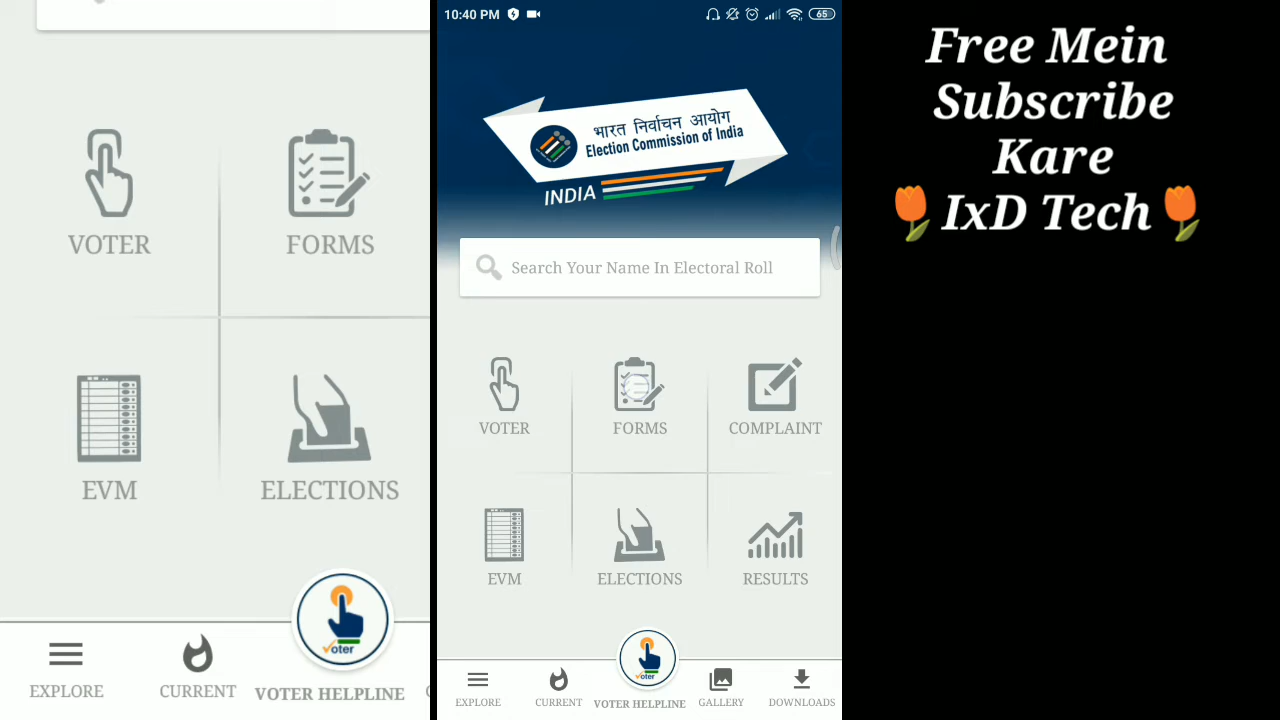 VOTER
FORMS
EVM
ELECTIONS
EXPLORE
CURRENT
VOTER HELPLINE
10:40 PM
65
भारत निर्वाचन आयोग
Election Commission of India
INDIA
Search Your Name In Electoral Roll
VOTER
FORMS
COMPLAINT
EVM
ELECTIONS
RESULTS
EXPLORE
CURRENT
VOTER HELPLINE
GALLERY
DOWNLOADS
Free Mein
Subscribe
Kare
🌷IxD Tech🌷